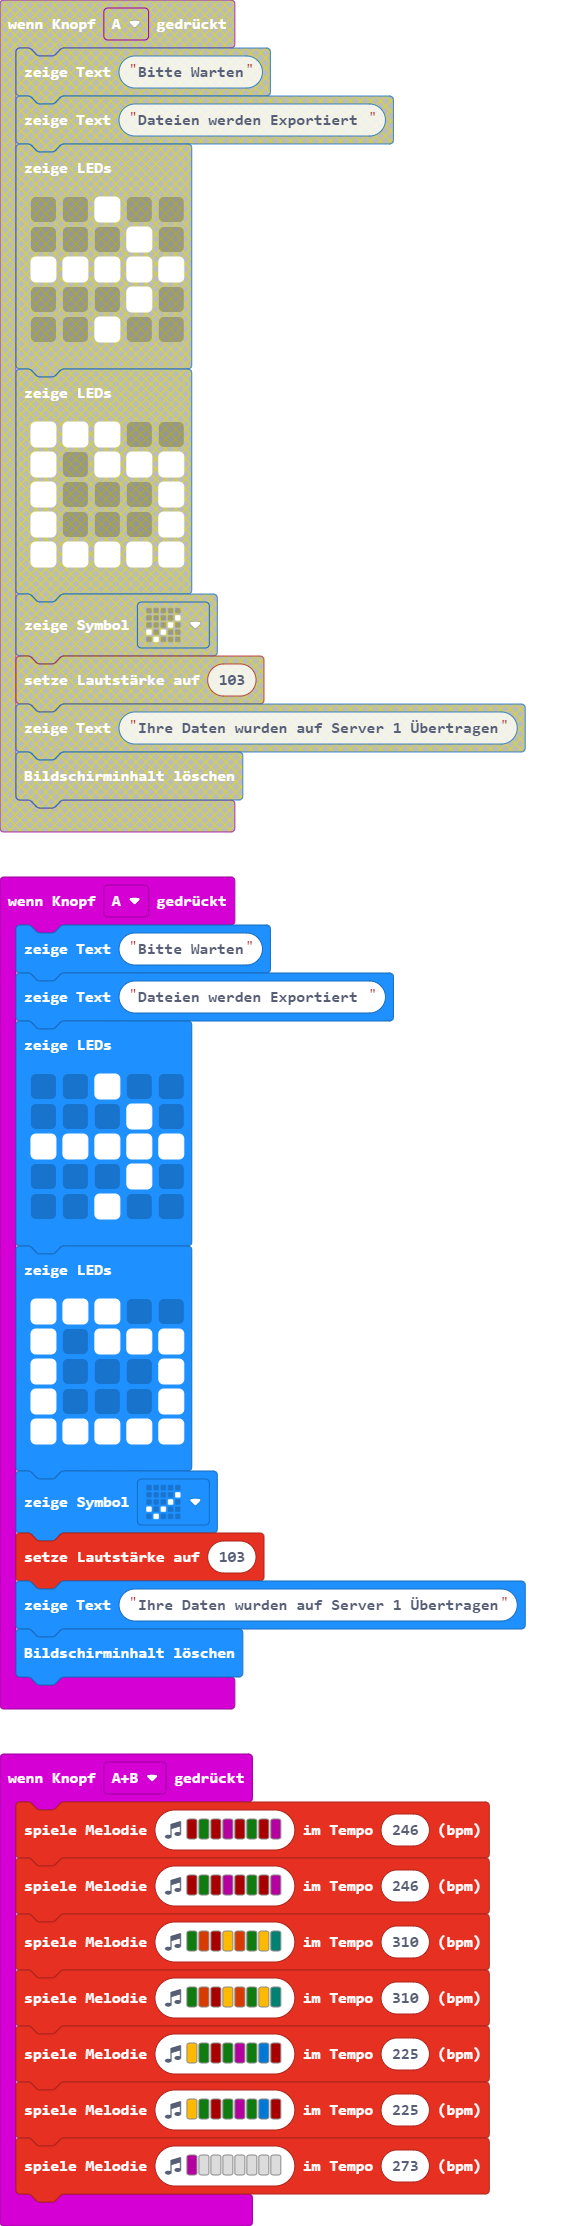 wenn Knopf A gedrückt
zeige Text "Bitte Warten"
zeige Text "Dateien werden Exportiert "
zeige LEDs
zeige LEDs
zeige Symbol
setze Lautstärke auf 103
zeige Text "Ihre Daten wurden auf Server 1 Übertragen"
Bildschirminhalt löschen
wenn Knopf A gedrückt
zeige Text "Bitte Warten"
zeige Text "Dateien werden Exportiert "
zeige LEDs
zeige LEDs
zeige Symbol
setze Lautstärke auf 103
zeige Text "Ihre Daten wurden auf Server 1 Übertragen"
Bildschirminhalt löschen
wenn Knopf A+B gedrückt
spiele Melodie im Tempo 246 (bpm)
spiele Melodie im Tempo 246 (bpm)
spiele Melodie im Tempo 310 (bpm)
spiele Melodie im Tempo 310 (bpm)
spiele Melodie im Tempo 225 (bpm)
spiele Melodie im Tempo 225 (bpm)
spiele Melodie im Tempo 273 (bpm)